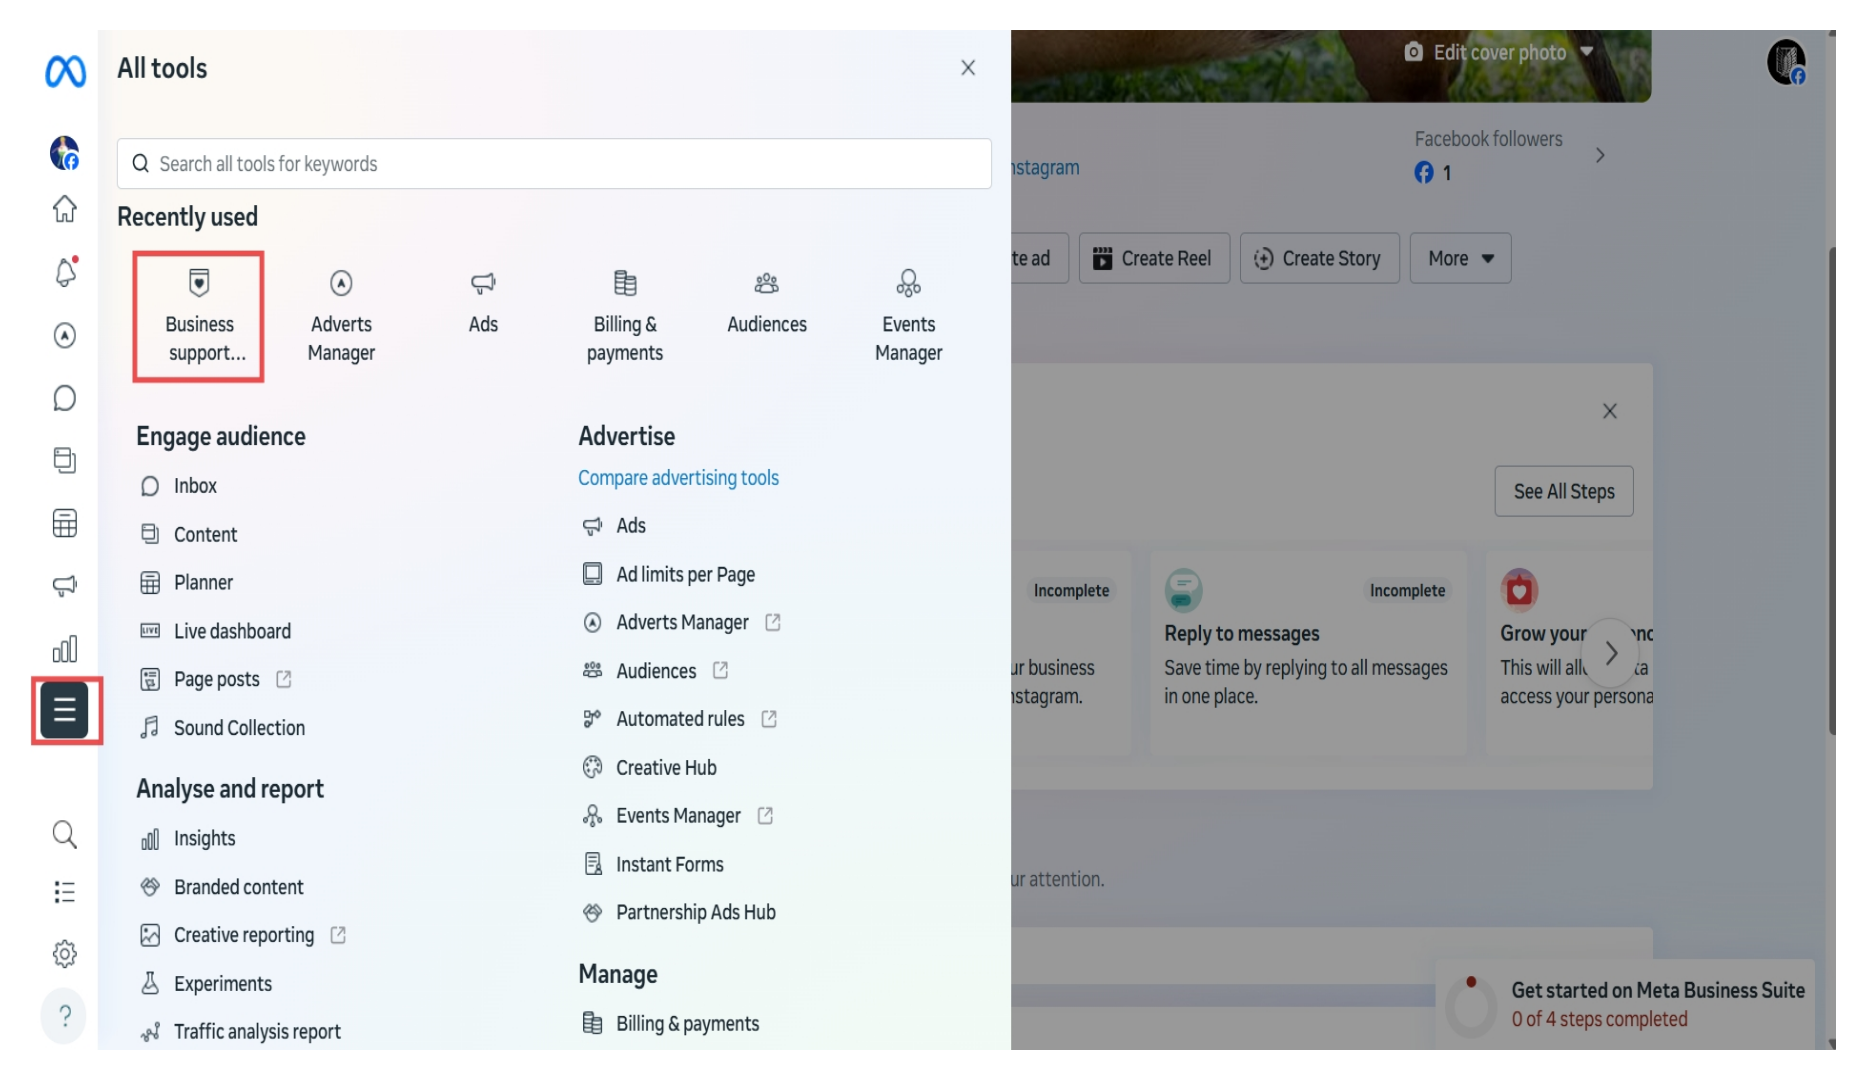 All tools
Search all tools for keywords
Recently used
Business
support...
Adverts
Manager
Ads
Billing &
payments
Audiences
Events
Manager
Engage audience
Inbox
Content
Planner
LIVE Live dashboard
Page posts
Sound Collection
Analyse and report
Insights
Branded content
Creative reporting
Experiments
Traffic analysis report
Advertise
Compare advertising tools
Ads
Ad limits per Page
Adverts Manager
Audiences
Automated rules
Creative Hub
Events Manager
Instant Forms
Partnership Ads Hub
Manage
Billing & payments
Edit cover photo
nstagram
Facebook followers
1
te ad
Create Reel
Create Story
More
See All Steps
Incomplete
ur business
nstagram.
Incomplete
Reply to messages
Save time by replying to all messages
in one place.
Grow your
This will
access your persona
ur attention.
Get started on Meta Business Suite
0 of 4 steps completed
?